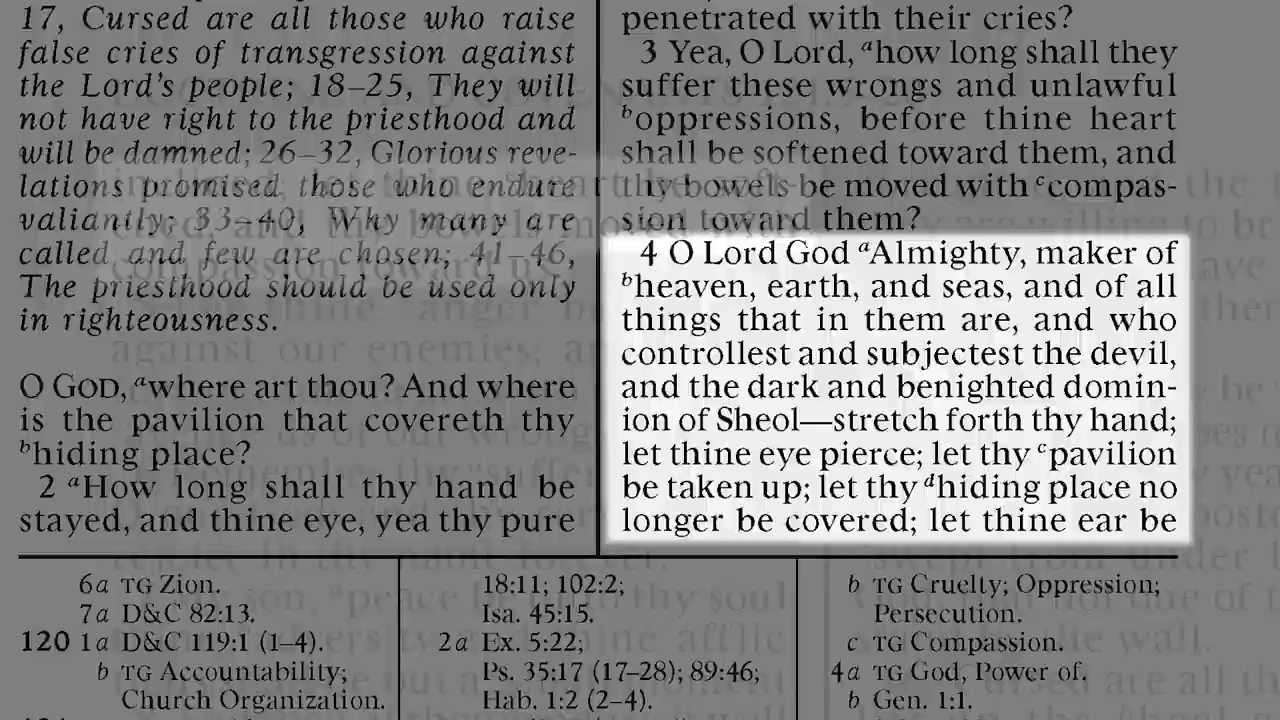 17, Cursed are all those who raise
false cries of transgression against
the Lord's people; 18–25, They will
not have right to the priesthood and
will be damned; 26–32, Glorious reve-
lations promised those who endure
valiantly; 33–40, Why many are
called and few are chosen; 41–46,
The priesthood should be used only
in righteousness.
O GOD, ᵃwhere art thou? And where
is the pavilion that covereth thy
ᵇhiding place?
2 ᵃHow long shall thy hand be
stayed, and thine eye, yea thy pure
penetrated with their cries?
3 Yea, O Lord, ᵃhow long shall they
suffer these wrongs and unlawful
ᵇoppressions, before thine heart
shall be softened toward them, and
thy bowels be moved with ᶜcompas-
sion toward them?
4 O Lord God ᵃAlmighty, maker of
ᵇheaven, earth, and seas, and of all
things that in them are, and who
controllest and subjectest the devil,
and the dark and benighted domin-
ion of Sheol—stretch forth thy hand;
let thine eye pierce; let thy ᶜpavilion
be taken up; let thy ᵈhiding place no
longer be covered; let thine ear be
6a TG Zion.
7a D&C 82:13.
120 1a D&C 119:1 (1–4).
b TG Accountability;
Church Organization.
18:11; 102:2;
Isa. 45:15.
2a Ex. 5:22;
Ps. 35:17 (17–28); 89:46;
Hab. 1:2 (2–4).
b TG Cruelty; Oppression;
Persecution.
c TG Compassion.
4a TG God, Power of.
b Gen. 1:1.